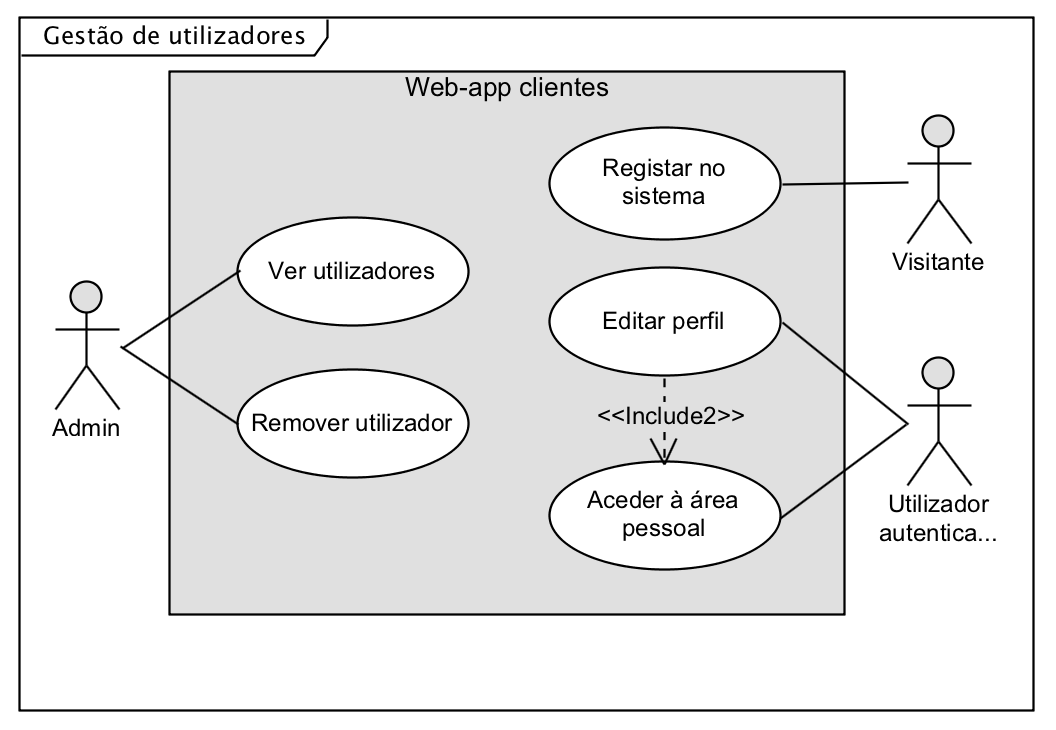 Gestão de utilizadores
Web-app clientes
Registar no
sistema
Visitante
Ver utilizadores
Editar perfil
Admin
Remover utilizador
<<Include2>>
Aceder à área
pessoal
Utilizador
autentica...